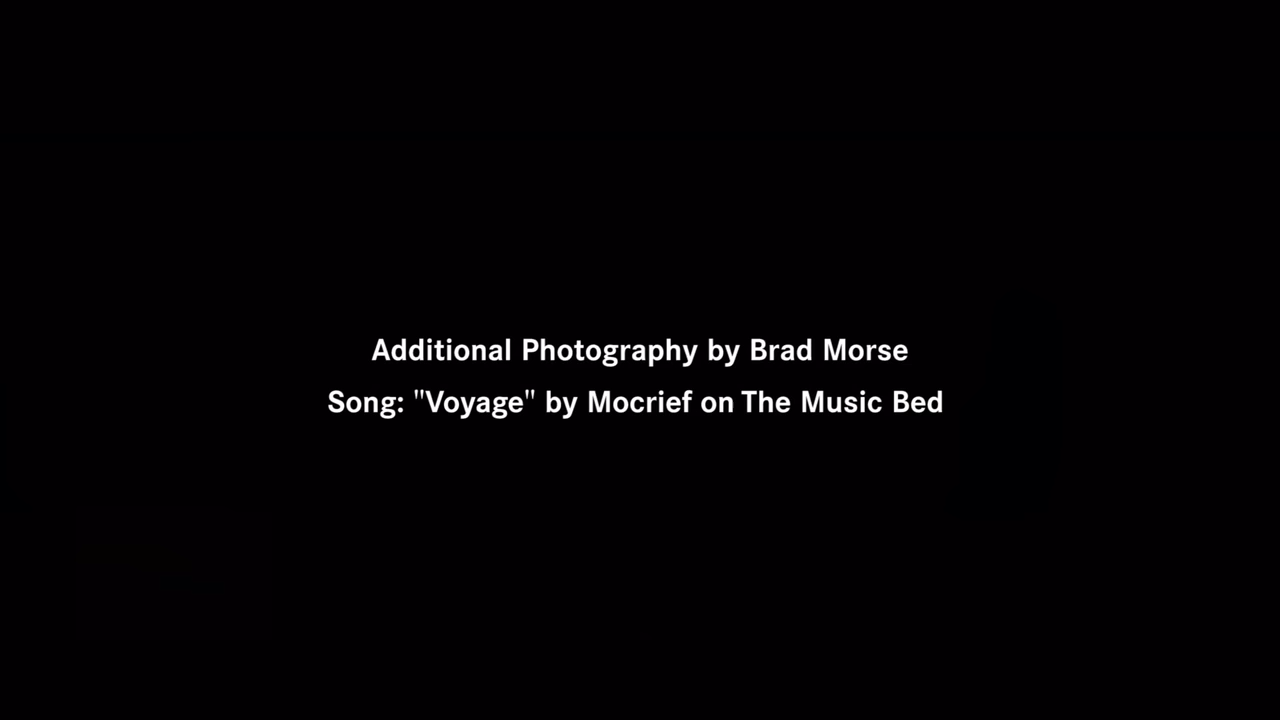 Additional Photography by Brad Morse
Song: "Voyage" by Mocrief on The Music Bed